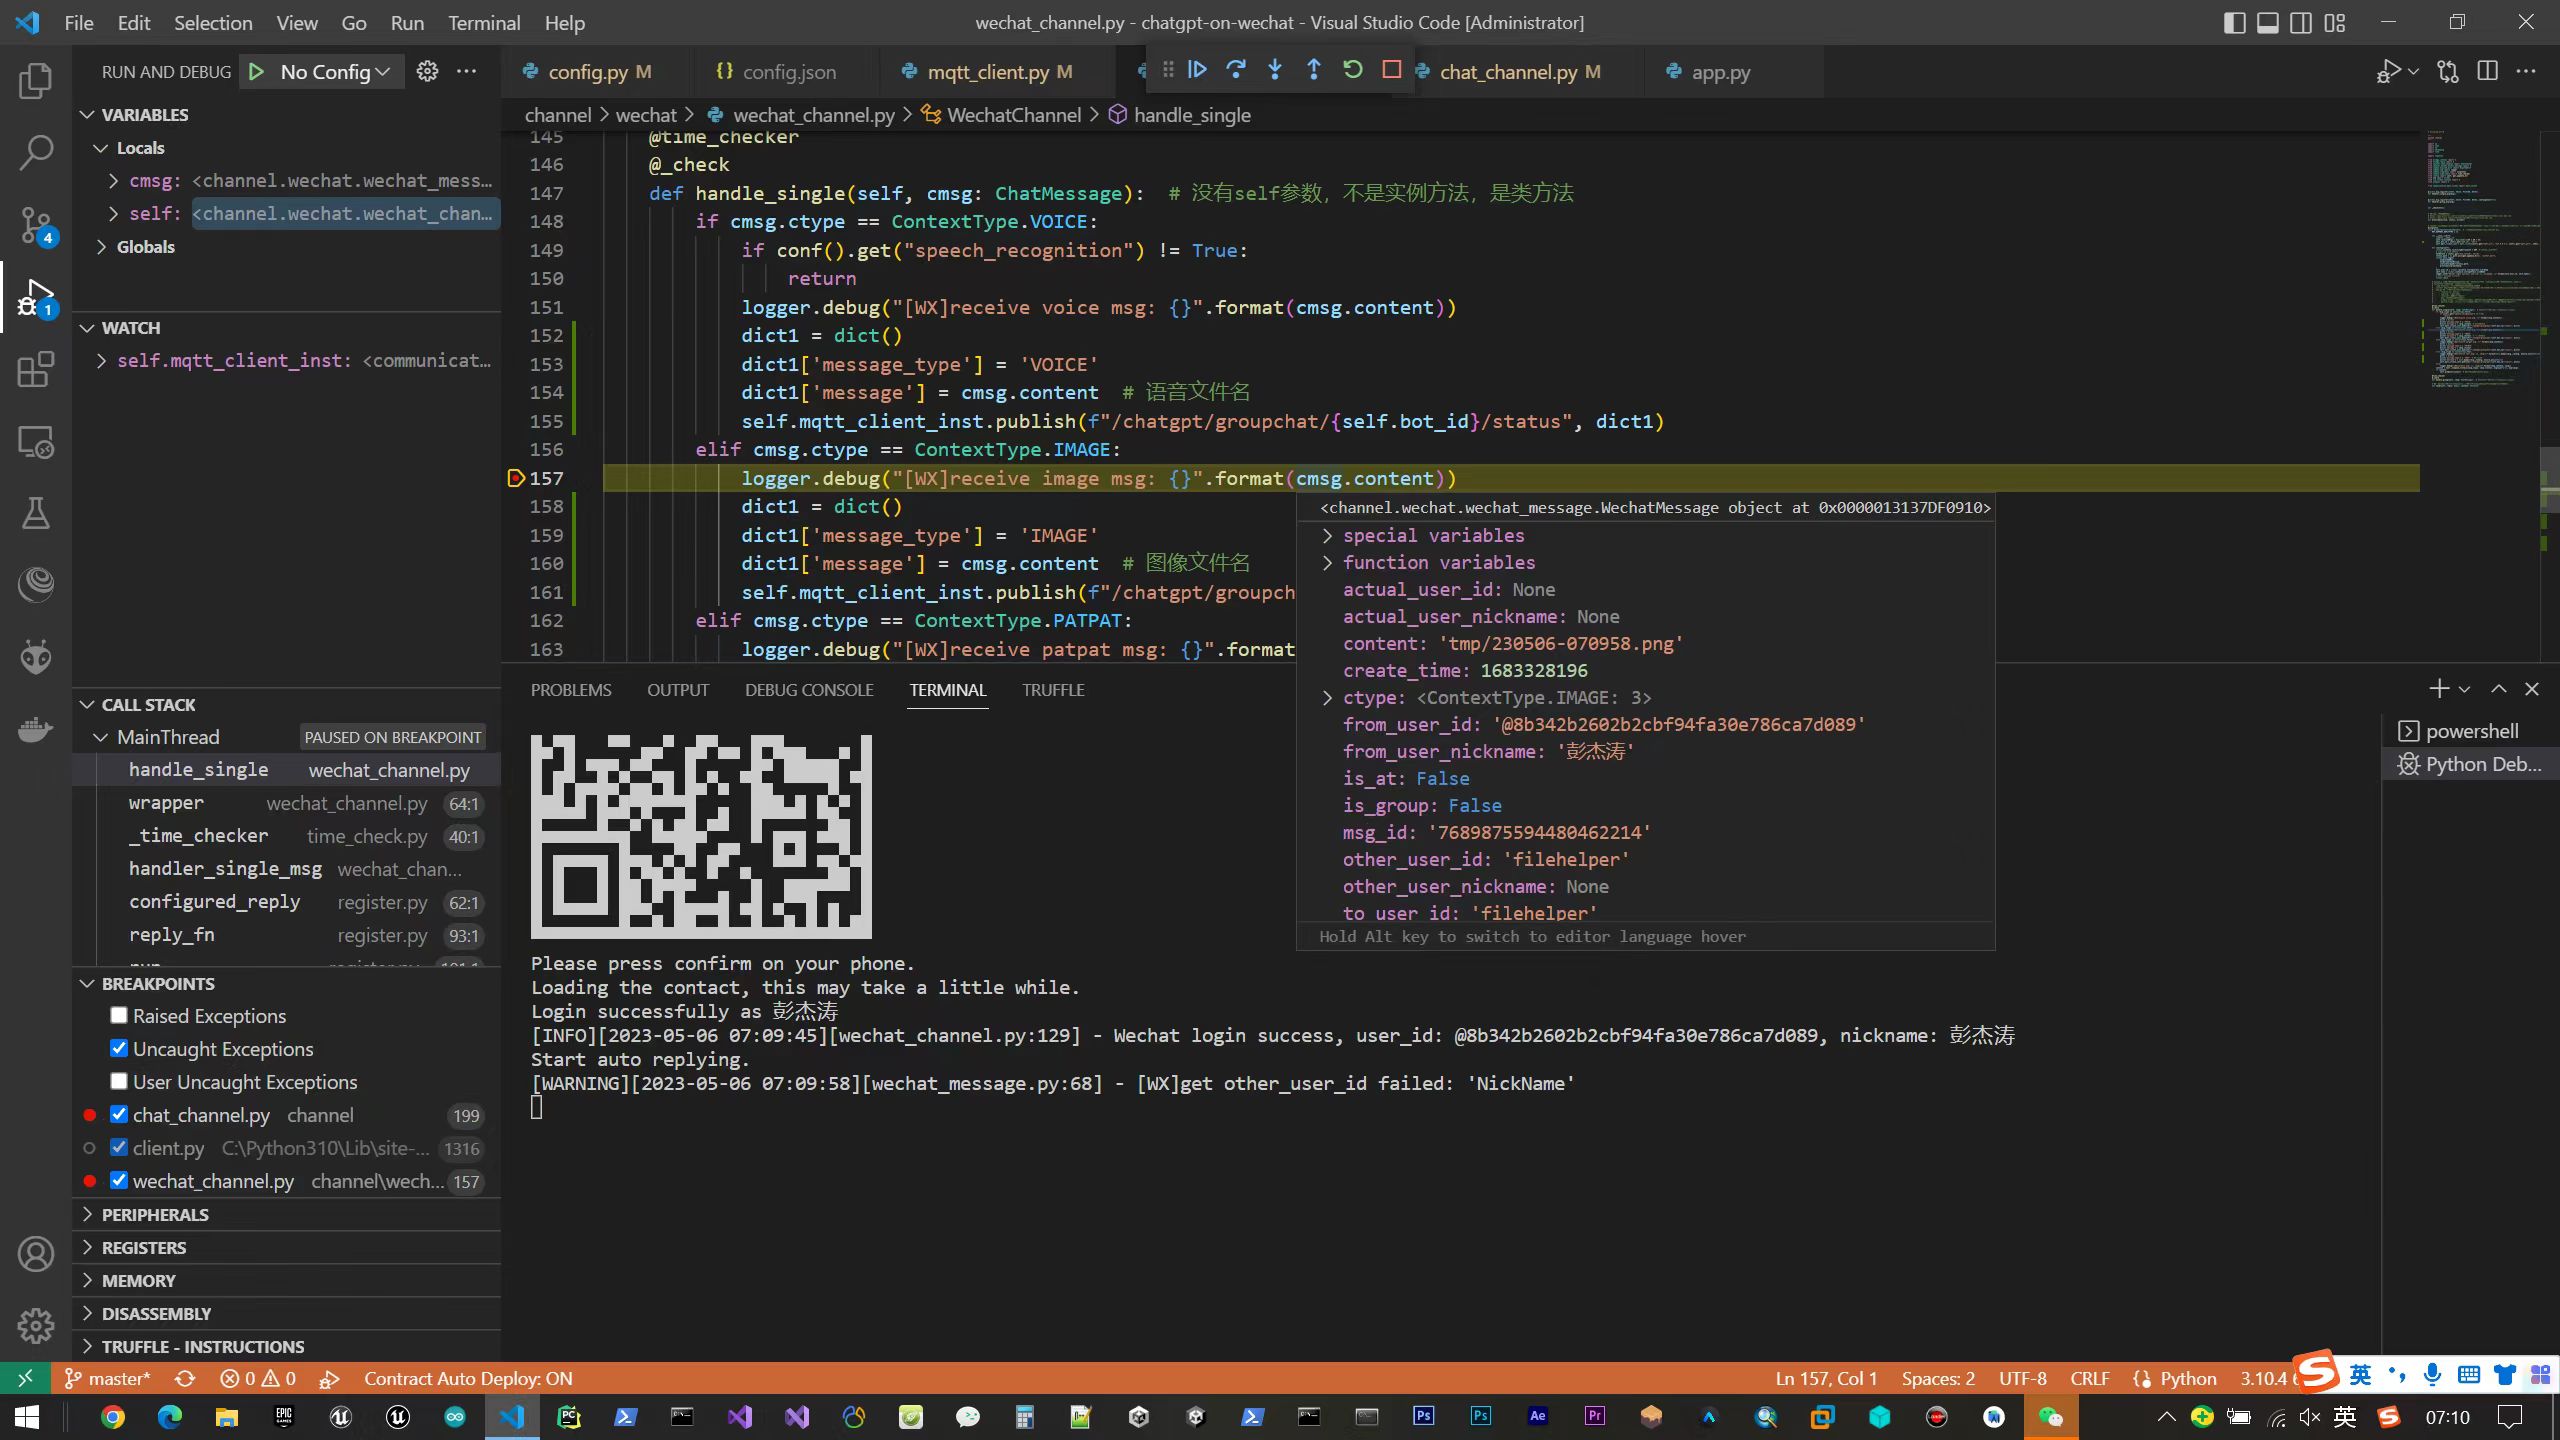 File Edit Selection View Go Run Terminal Help
wechat_channel.py - chatgpt-on-wechat - Visual Studio Code [Administrator]
RUN AND DEBUG No Config
config.py M
config.json
mqtt_client.py M
chat_channel.py M
app.py
channel > wechat > wechat_channel.py > WechatChannel > handle_single
VARIABLES
Locals
cmsg: <channel.wechat.wechat_mess...
self: <channel.wechat.wechat_chan...
Globals
WATCH
self.mqtt_client_inst: <communicat...
CALL STACK
MainThread PAUSED ON BREAKPOINT
handle_single wechat_channel.py
wrapper wechat_channel.py 64:1
_time_checker time_check.py 40:1
handler_single_msg wechat_chan...
configured_reply register.py 62:1
reply_fn register.py 93:1
BREAKPOINTS
Raised Exceptions
Uncaught Exceptions
User Uncaught Exceptions
chat_channel.py channel 199
client.py C:\Python310\Lib\site-... 1316
wechat_channel.py channel\wech... 157
PERIPHERALS
REGISTERS
MEMORY
DISASSEMBLY
TRUFFLE - INSTRUCTIONS
4
1
145 @time_checker
146 @_check
147 def handle_single(self, cmsg: ChatMessage):  # 没有self参数，不是实例方法，是类方法
148 if cmsg.ctype == ContextType.VOICE:
149 if conf().get("speech_recognition") != True:
150 return
151 logger.debug("[WX]receive voice msg: {}".format(cmsg.content))
152 dict1 = dict()
153 dict1['message_type'] = 'VOICE'
154 dict1['message'] = cmsg.content  # 语音文件名
155 self.mqtt_client_inst.publish(f"/chatgpt/groupchat/{self.bot_id}/status", dict1)
156 elif cmsg.ctype == ContextType.IMAGE:
157 logger.debug("[WX]receive image msg: {}".format(cmsg.content))
158 dict1 = dict()
159 dict1['message_type'] = 'IMAGE'
160 dict1['message'] = cmsg.content  # 图像文件名
161 self.mqtt_client_inst.publish(f"/chatgpt/groupch
162 elif cmsg.ctype == ContextType.PATPAT:
163 logger.debug("[WX]receive patpat msg: {}".format
<channel.wechat.wechat_message.WechatMessage object at 0x0000013137DF0910>
special variables
function variables
actual_user_id: None
actual_user_nickname: None
content: 'tmp/230506-070958.png'
create_time: 1683328196
ctype: <ContextType.IMAGE: 3>
from_user_id: '@8b342b2602b2cbf94fa30e786ca7d089'
from_user_nickname: '彭杰涛'
is_at: False
is_group: False
msg_id: '7689875594480462214'
other_user_id: 'filehelper'
other_user_nickname: None
to_user_id: 'filehelper'
Hold Alt key to switch to editor language hover
PROBLEMS OUTPUT DEBUG CONSOLE TERMINAL TRUFFLE
powershell
Python Deb...
Please press confirm on your phone.
Loading the contact, this may take a little while.
Login successfully as 彭杰涛
[INFO][2023-05-06 07:09:45][wechat_channel.py:129] - Wechat login success, user_id: @8b342b2602b2cbf94fa30e786ca7d089, nickname: 彭杰涛
Start auto replying.
[WARNING][2023-05-06 07:09:58][wechat_message.py:68] - [WX]get other_user_id failed: 'NickName'
master* 0 0 Contract Auto Deploy: ON
Ln 157, Col 1 Spaces: 2 UTF-8 CRLF Python 3.10.4
英
英 07:10